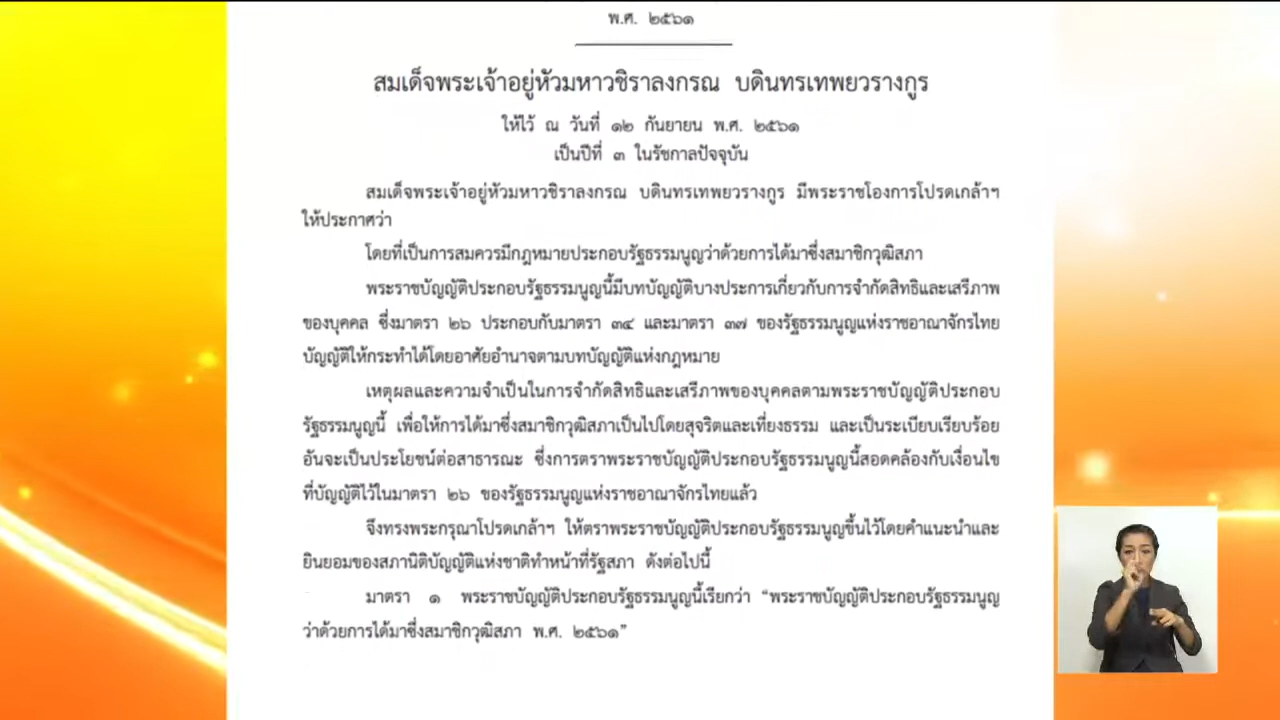 พ.ศ. ๒๕๖๑
สมเด็จพระเจ้าอยู่หัวมหาวชิราลงกรณ บดินทรเทพยวรางกูร
ให้ไว้ ณ วันที่ ๑๒ กันยายน พ.ศ. ๒๕๖๑
เป็นปีที่ ๓ ในรัชกาลปัจจุบัน
สมเด็จพระเจ้าอยู่หัวมหาวชิราลงกรณ บดินทรเทพยวรางกูร มีพระราชโองการโปรดเกล้าฯ
ให้ประกาศว่า
โดยที่เป็นการสมควรมีกฎหมายประกอบรัฐธรรมนูญว่าด้วยการได้มาซึ่งสมาชิกวุฒิสภา
พระราชบัญญัติประกอบรัฐธรรมนูญนี้มีบทบัญญัติบางประการเกี่ยวกับการจำกัดสิทธิและเสรีภาพ
ของบุคคล ซึ่งมาตรา ๒๖ ประกอบกับมาตรา ๓๔ และมาตรา ๓๗ ของรัฐธรรมนูญแห่งราชอาณาจักรไทย
บัญญัติให้กระทำได้โดยอาศัยอำนาจตามบทบัญญัติแห่งกฎหมาย
เหตุผลและความจำเป็นในการจำกัดสิทธิและเสรีภาพของบุคคลตามพระราชบัญญัติประกอบ
รัฐธรรมนูญนี้ เพื่อให้การได้มาซึ่งสมาชิกวุฒิสภาเป็นไปโดยสุจริตและเที่ยงธรรม และเป็นระเบียบเรียบร้อย
อันจะเป็นประโยชน์ต่อสาธารณะ ซึ่งการตราพระราชบัญญัติประกอบรัฐธรรมนูญนี้สอดคล้องกับเงื่อนไข
ที่บัญญัติไว้ในมาตรา ๒๖ ของรัฐธรรมนูญแห่งราชอาณาจักรไทยแล้ว
จึงทรงพระกรุณาโปรดเกล้าฯ ให้ตราพระราชบัญญัติประกอบรัฐธรรมนูญขึ้นไว้โดยคำแนะนำและ
ยินยอมของสภานิติบัญญัติแห่งชาติทำหน้าที่รัฐสภา ดังต่อไปนี้
มาตรา ๑ พระราชบัญญัติประกอบรัฐธรรมนูญนี้เรียกว่า “พระราชบัญญัติประกอบรัฐธรรมนูญ
ว่าด้วยการได้มาซึ่งสมาชิกวุฒิสภา พ.ศ. ๒๕๖๑”